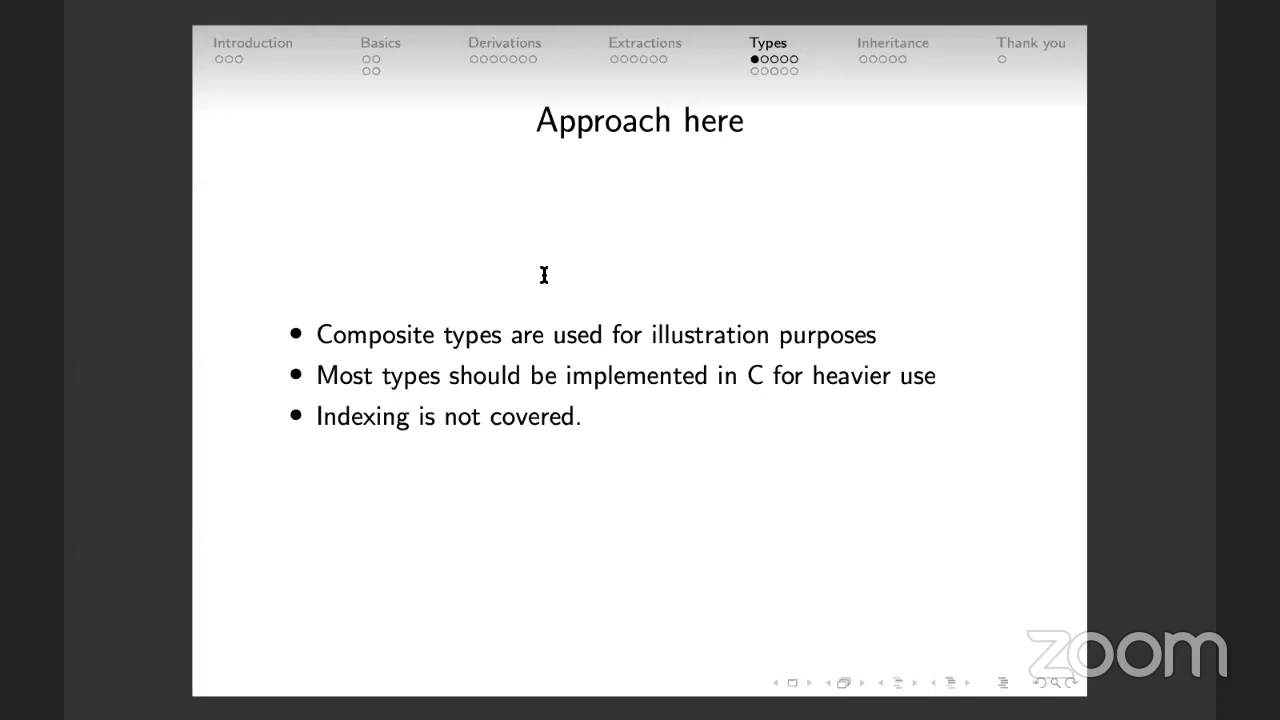 Introduction Basics Derivations Extractions Types Inheritance Thank you
Approach here
• Composite types are used for illustration purposes
• Most types should be implemented in C for heavier use
• Indexing is not covered.
zoom